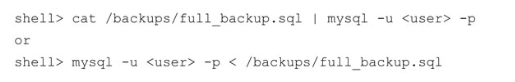 shell> cat /backups/full_backup.sql | mysql -u <user> -p
or
shell> mysql -u <user> -p < /backups/full_backup.sql